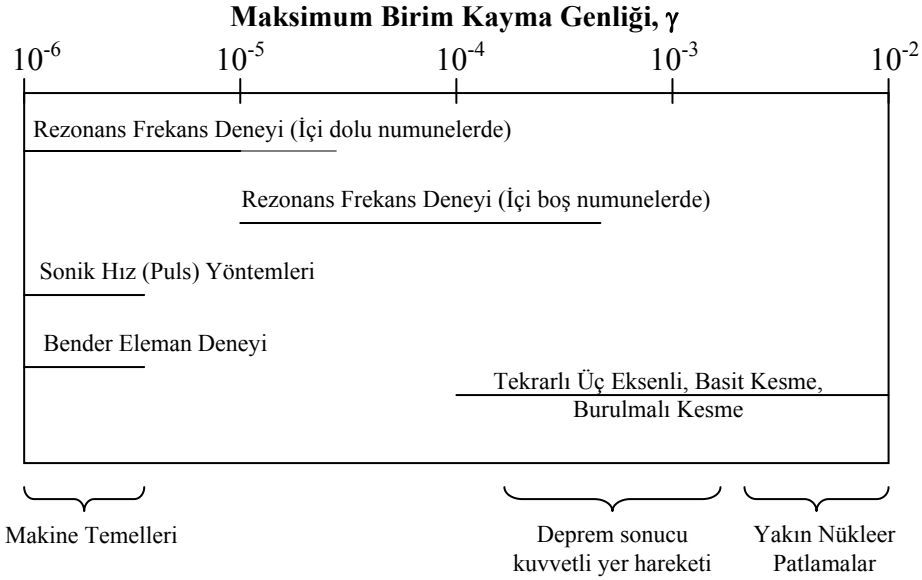 Maksimum Birim Kayma Genliği, γ
10⁻⁶ 10⁻⁵ 10⁻⁴ 10⁻³ 10⁻²
Rezonans Frekans Deneyi (İçi dolu numunelerde)
Rezonans Frekans Deneyi (İçi boş numunelerde)
Sonik Hız (Puls) Yöntemleri
Bender Eleman Deneyi
Tekrarlı Üç Eksenli, Basit Kesme,
Burulmalı Kesme
Makine Temelleri
Deprem sonucu
kuvvetli yer hareketi
Yakın Nükleer
Patlamalar